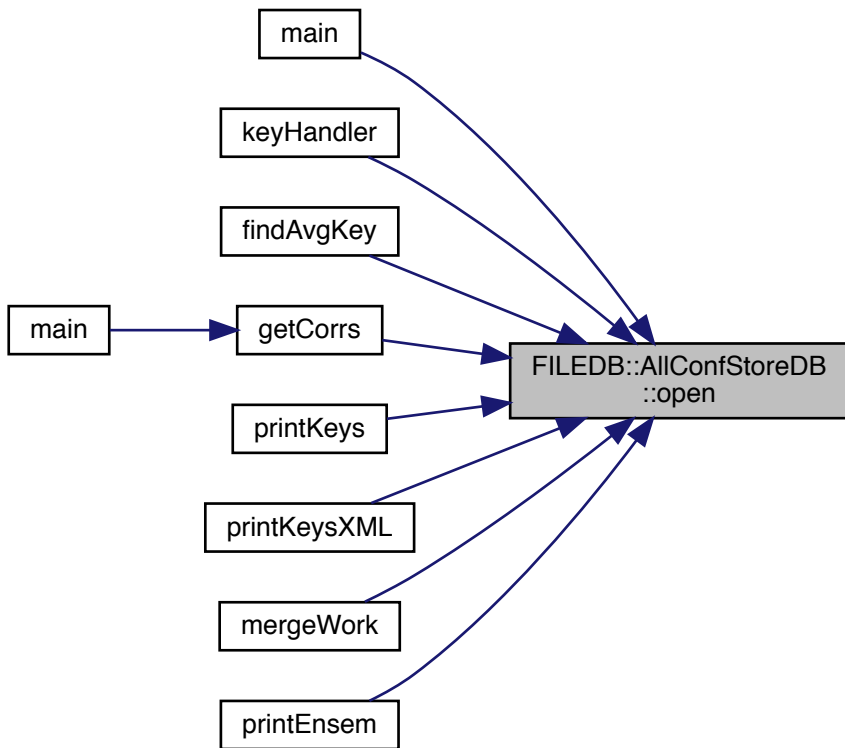 main
keyHandler
findAvgKey
main
getCorrs
FILEDB::AllConfStoreDB
::open
printKeys
printKeysXML
mergeWork
printEnsem